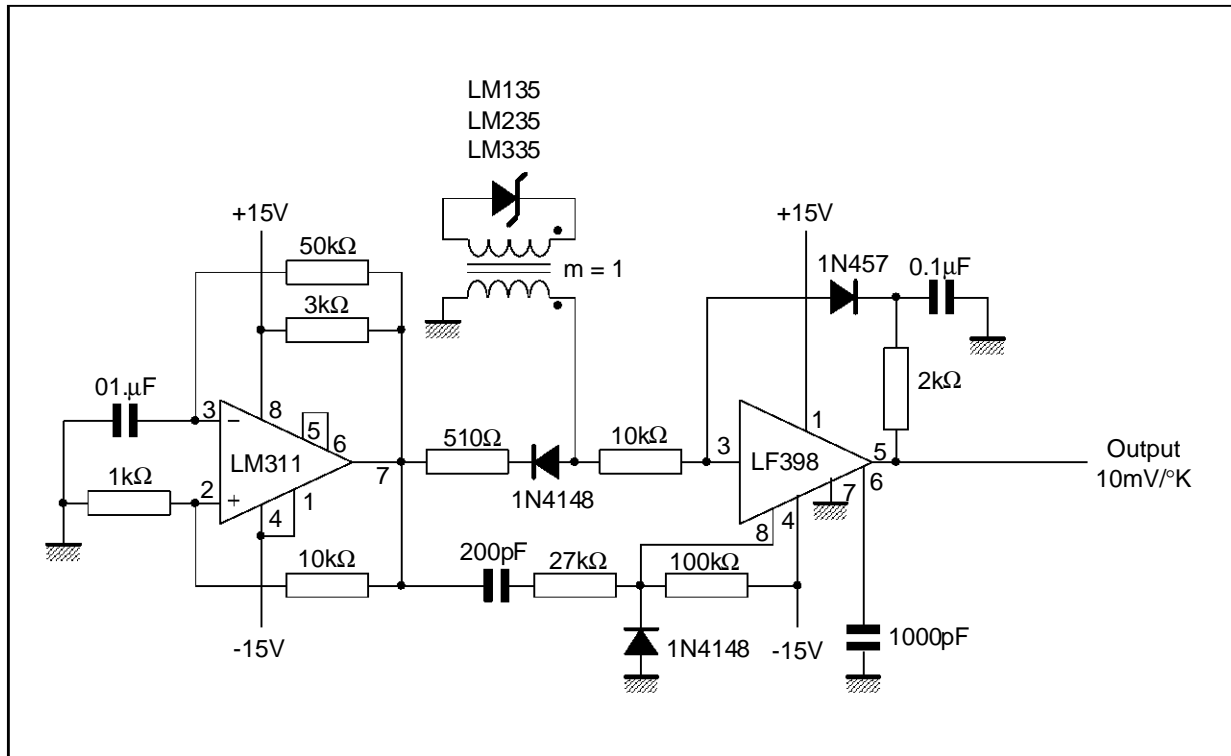 LM135
LM235
LM335
+15V
+15V
50kΩ
m = 1
1N457
0.1µF
3kΩ
2kΩ
01.µF
3
−
8
5
6
1
LM311
510Ω
10kΩ
3
LF398
5
Output
10mV/°K
7
1N4148
7
6
1kΩ
2
+
1
4
8
4
10kΩ
200pF
27kΩ
100kΩ
-15V
1N4148
-15V
1000pF